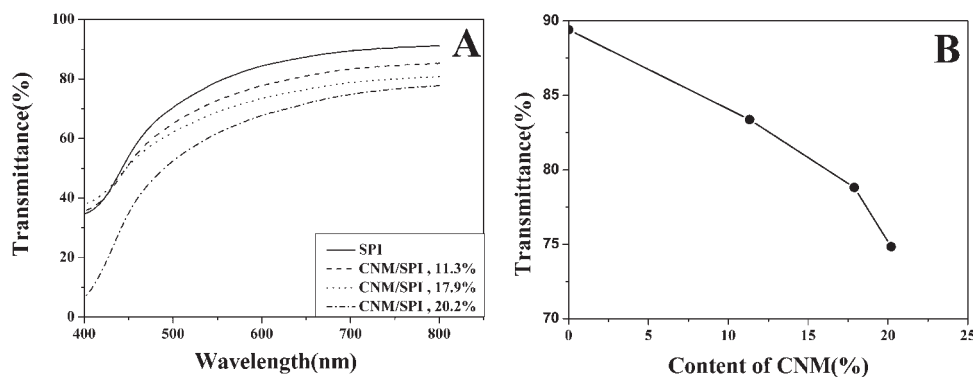 A
Transmittance(%)
100
80
60
40
20
0
400
500
600
700
800
Wavelength(nm)
SPI
CNM/SPI , 11.3%
CNM/SPI , 17.9%
CNM/SPI , 20.2%
B
Transmittance(%)
90
85
80
75
70
0
5
10
15
20
25
Content of CNM(%)